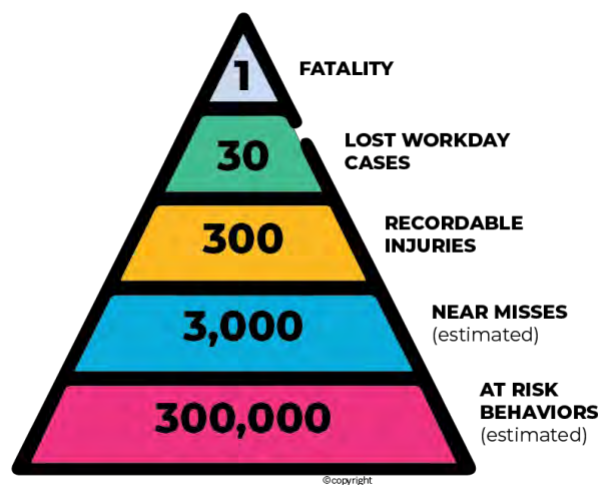 1
FATALITY
30
LOST WORKDAY
CASES
300
RECORDABLE
INJURIES
3,000
NEAR MISSES
(estimated)
300,000
AT RISK
BEHAVIORS
(estimated)
©copyright